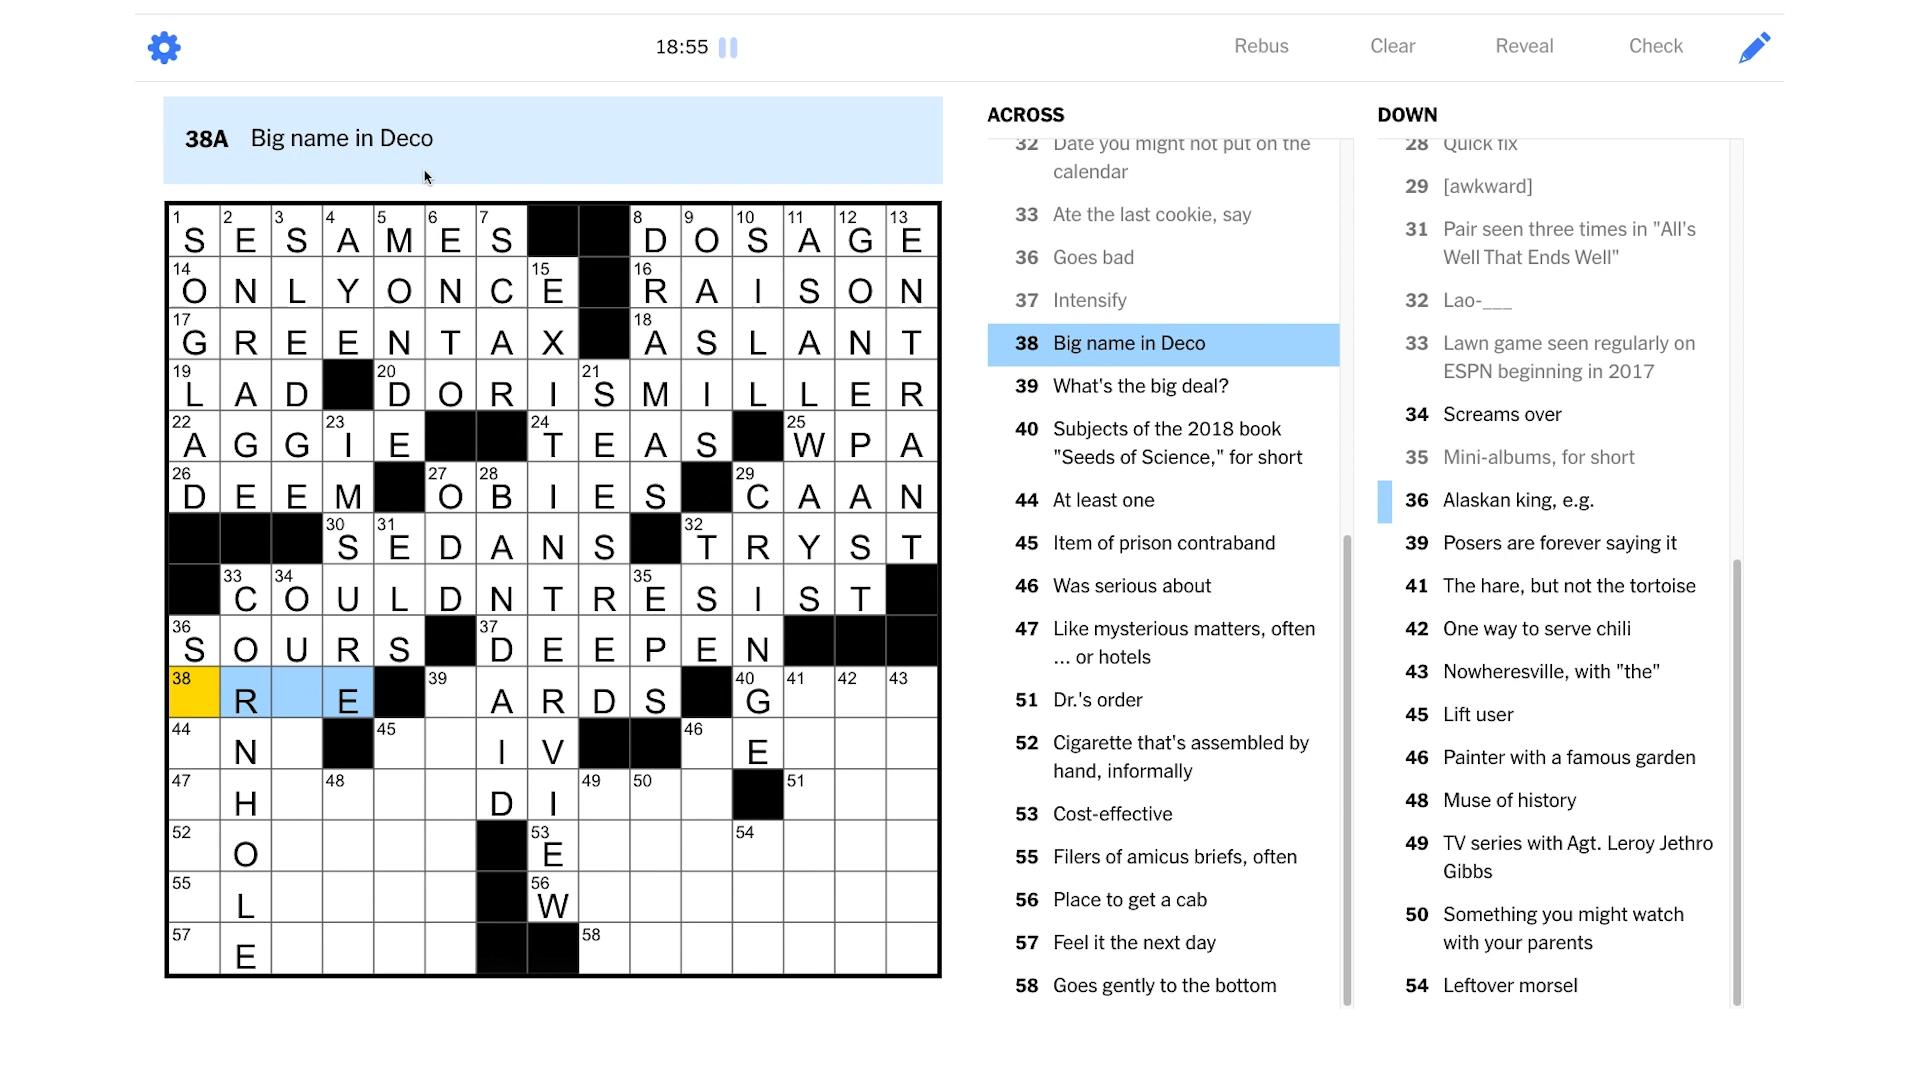 18:55
Rebus
Clear
Reveal
Check
38A Big name in Deco
ACROSS
32 Date you might not put on the
calendar
33 Ate the last cookie, say
36 Goes bad
37 Intensify
38 Big name in Deco
39 What's the big deal?
40 Subjects of the 2018 book
"Seeds of Science," for short
44 At least one
45 Item of prison contraband
46 Was serious about
47 Like mysterious matters, often
... or hotels
51 Dr.'s order
52 Cigarette that's assembled by
hand, informally
53 Cost-effective
55 Filers of amicus briefs, often
56 Place to get a cab
57 Feel it the next day
58 Goes gently to the bottom
DOWN
28 Quick fix
29 [awkward]
31 Pair seen three times in "All's
Well That Ends Well"
32 Lao-___
33 Lawn game seen regularly on
ESPN beginning in 2017
34 Screams over
35 Mini-albums, for short
36 Alaskan king, e.g.
39 Posers are forever saying it
41 The hare, but not the tortoise
42 One way to serve chili
43 Nowheresville, with "the"
45 Lift user
46 Painter with a famous garden
48 Muse of history
49 TV series with Agt. Leroy Jethro
Gibbs
50 Something you might watch
with your parents
54 Leftover morsel
1 2 3 4 5 6 7 8 9 10 11 12 13
S E S A M E S D O S A G E
14 15 16
O N L Y O N C E R A I S O N
17 18
G R E E N T A X A S L A N T
19 20 21
L A D D O R I S M I L L E R
22 23 24 25
A G G I E T E A S W P A
26 27 28 29
D E E M O B I E S C A A N
30 31 32
S E D A N S T R Y S T
33 34 35
C O U L D N T R E S I S T
36 37
S O U R S D E E P E N
38 39 40 41 42 43
R E A R D S G
44 45 46
N I V E
47 48 49 50 51
H D I
52 53 54
O E
55 56
L W
57 58
E